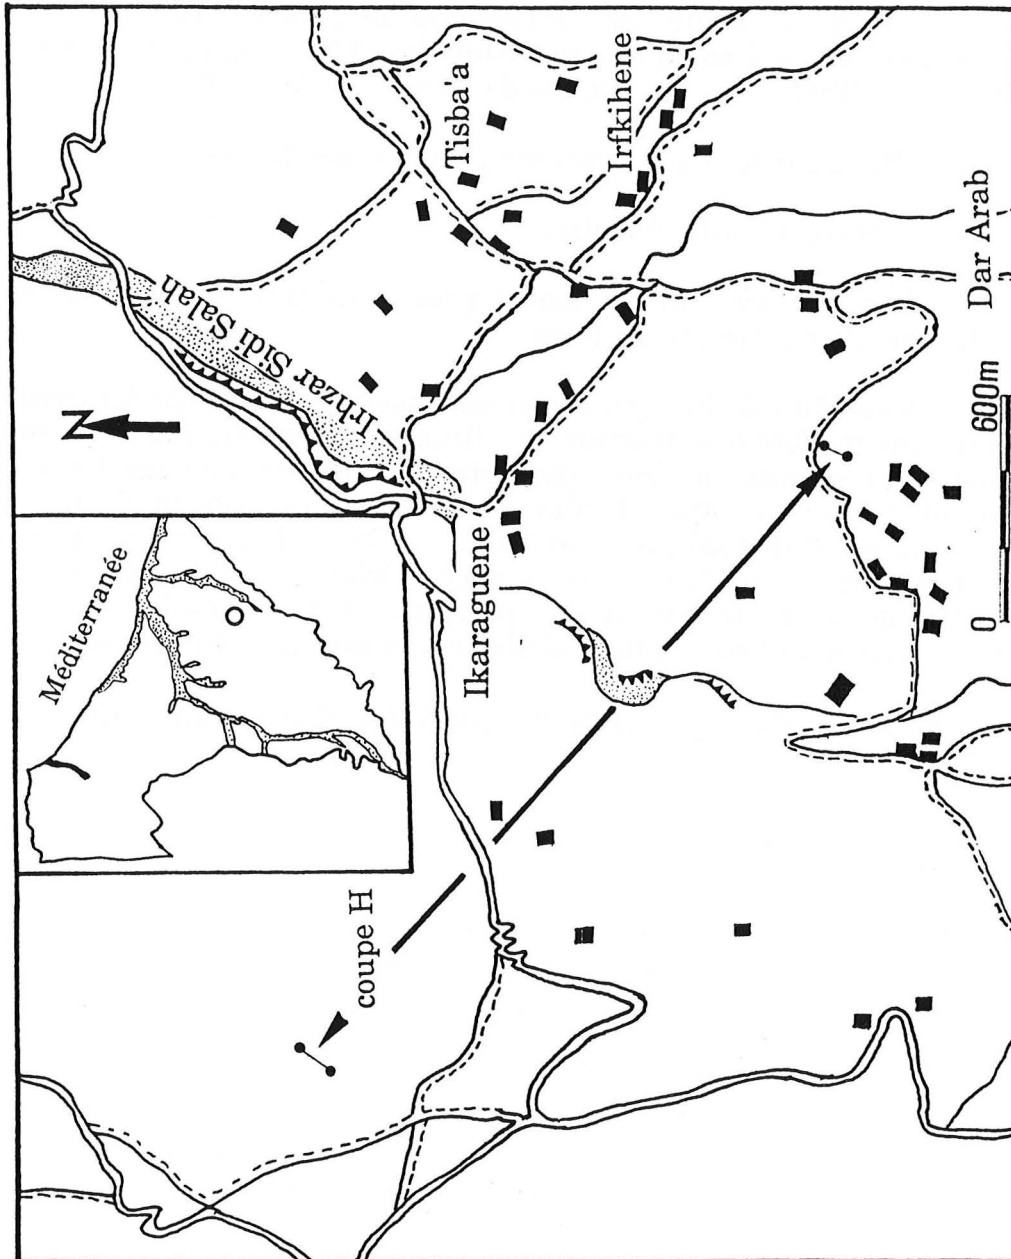 Tisba'a
Irfkihene
Dar Arab
Irhzar Sidi Salah
N
Méditerranée
Ikaraguene
coupe H
0
600m